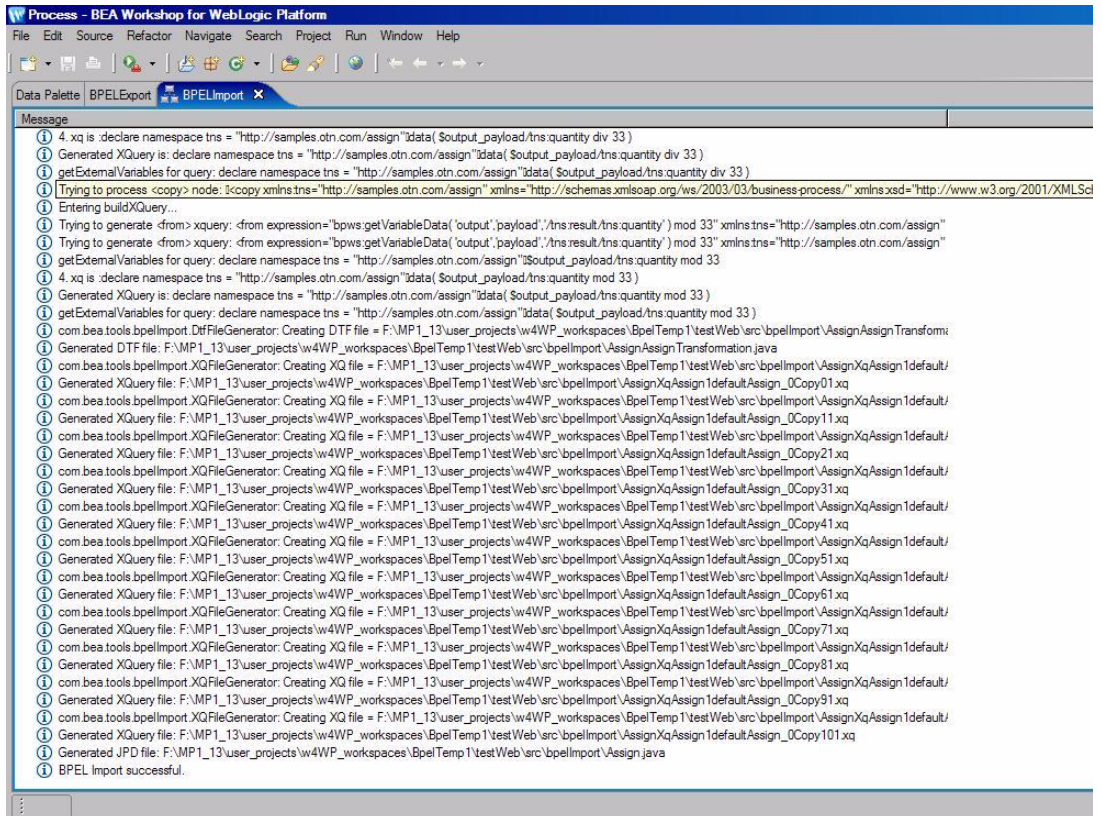 Process - BEA Workshop for WebLogic Platform
File Edit Source Refactor Navigate Search Project Run Window Help
Data Palette BPELExport BPELImport X
Message
4. xq is :declare namespace tns = "http://samples.otn.com/assign"▯data( $output_payload/tns:quantity div 33 )
Generated XQuery is: declare namespace tns = "http://samples.otn.com/assign"▯data( $output_payload/tns:quantity div 33 )
getExternalVariables for query: declare namespace tns = "http://samples.otn.com/assign"▯data( $output_payload/tns:quantity div 33 )
Trying to process <copy> node: ▯<copy xmlns:tns="http://samples.otn.com/assign" xmlns="http://schemas.xmlsoap.org/ws/2003/03/business-process/" xmlns:xsd="http://www.w3.org/2001/XMLSch
Entering buildXQuery...
Trying to generate <from> xquery: <from expression="bpws:getVariableData( 'output','payload','/tns:result/tns:quantity' ) mod 33" xmlns:tns="http://samples.otn.com/assign"
Trying to generate <from> xquery: <from expression="bpws:getVariableData( 'output','payload','/tns:result/tns:quantity' ) mod 33" xmlns:tns="http://samples.otn.com/assign"
getExternalVariables for query: declare namespace tns = "http://samples.otn.com/assign"▯$output_payload/tns:quantity mod 33
4. xq is :declare namespace tns = "http://samples.otn.com/assign"▯data( $output_payload/tns:quantity mod 33 )
Generated XQuery is: declare namespace tns = "http://samples.otn.com/assign"▯data( $output_payload/tns:quantity mod 33 )
getExternalVariables for query: declare namespace tns = "http://samples.otn.com/assign"▯data( $output_payload/tns:quantity mod 33 )
com.bea.tools.bpelImport.DtfFileGenerator: Creating DTF file = F:\MP1_13\user_projects\w4WP_workspaces\BpelTemp1\testWeb\src\bpelImport\AssignAssignTransforma
Generated DTF file: F:\MP1_13\user_projects\w4WP_workspaces\BpelTemp1\testWeb\src\bpelImport\AssignAssignTransformation.java
com.bea.tools.bpelImport.XQFileGenerator: Creating XQ file = F:\MP1_13\user_projects\w4WP_workspaces\BpelTemp1\testWeb\src\bpelImport\AssignXqAssign1defaultA
Generated XQuery file: F:\MP1_13\user_projects\w4WP_workspaces\BpelTemp1\testWeb\src\bpelImport\AssignXqAssign1defaultAssign_0Copy01.xq
com.bea.tools.bpelImport.XQFileGenerator: Creating XQ file = F:\MP1_13\user_projects\w4WP_workspaces\BpelTemp1\testWeb\src\bpelImport\AssignXqAssign1defaultA
Generated XQuery file: F:\MP1_13\user_projects\w4WP_workspaces\BpelTemp1\testWeb\src\bpelImport\AssignXqAssign1defaultAssign_0Copy11.xq
com.bea.tools.bpelImport.XQFileGenerator: Creating XQ file = F:\MP1_13\user_projects\w4WP_workspaces\BpelTemp1\testWeb\src\bpelImport\AssignXqAssign1defaultA
Generated XQuery file: F:\MP1_13\user_projects\w4WP_workspaces\BpelTemp1\testWeb\src\bpelImport\AssignXqAssign1defaultAssign_0Copy21.xq
com.bea.tools.bpelImport.XQFileGenerator: Creating XQ file = F:\MP1_13\user_projects\w4WP_workspaces\BpelTemp1\testWeb\src\bpelImport\AssignXqAssign1defaultA
Generated XQuery file: F:\MP1_13\user_projects\w4WP_workspaces\BpelTemp1\testWeb\src\bpelImport\AssignXqAssign1defaultAssign_0Copy31.xq
com.bea.tools.bpelImport.XQFileGenerator: Creating XQ file = F:\MP1_13\user_projects\w4WP_workspaces\BpelTemp1\testWeb\src\bpelImport\AssignXqAssign1defaultA
Generated XQuery file: F:\MP1_13\user_projects\w4WP_workspaces\BpelTemp1\testWeb\src\bpelImport\AssignXqAssign1defaultAssign_0Copy41.xq
com.bea.tools.bpelImport.XQFileGenerator: Creating XQ file = F:\MP1_13\user_projects\w4WP_workspaces\BpelTemp1\testWeb\src\bpelImport\AssignXqAssign1defaultA
Generated XQuery file: F:\MP1_13\user_projects\w4WP_workspaces\BpelTemp1\testWeb\src\bpelImport\AssignXqAssign1defaultAssign_0Copy51.xq
com.bea.tools.bpelImport.XQFileGenerator: Creating XQ file = F:\MP1_13\user_projects\w4WP_workspaces\BpelTemp1\testWeb\src\bpelImport\AssignXqAssign1defaultA
Generated XQuery file: F:\MP1_13\user_projects\w4WP_workspaces\BpelTemp1\testWeb\src\bpelImport\AssignXqAssign1defaultAssign_0Copy61.xq
com.bea.tools.bpelImport.XQFileGenerator: Creating XQ file = F:\MP1_13\user_projects\w4WP_workspaces\BpelTemp1\testWeb\src\bpelImport\AssignXqAssign1defaultA
Generated XQuery file: F:\MP1_13\user_projects\w4WP_workspaces\BpelTemp1\testWeb\src\bpelImport\AssignXqAssign1defaultAssign_0Copy71.xq
com.bea.tools.bpelImport.XQFileGenerator: Creating XQ file = F:\MP1_13\user_projects\w4WP_workspaces\BpelTemp1\testWeb\src\bpelImport\AssignXqAssign1defaultA
Generated XQuery file: F:\MP1_13\user_projects\w4WP_workspaces\BpelTemp1\testWeb\src\bpelImport\AssignXqAssign1defaultAssign_0Copy81.xq
com.bea.tools.bpelImport.XQFileGenerator: Creating XQ file = F:\MP1_13\user_projects\w4WP_workspaces\BpelTemp1\testWeb\src\bpelImport\AssignXqAssign1defaultA
Generated XQuery file: F:\MP1_13\user_projects\w4WP_workspaces\BpelTemp1\testWeb\src\bpelImport\AssignXqAssign1defaultAssign_0Copy91.xq
com.bea.tools.bpelImport.XQFileGenerator: Creating XQ file = F:\MP1_13\user_projects\w4WP_workspaces\BpelTemp1\testWeb\src\bpelImport\AssignXqAssign1defaultA
Generated XQuery file: F:\MP1_13\user_projects\w4WP_workspaces\BpelTemp1\testWeb\src\bpelImport\AssignXqAssign1defaultAssign_0Copy101.xq
Generated JPD file: F:\MP1_13\user_projects\w4WP_workspaces\BpelTemp1\testWeb\src\bpelImport\Assign.java
BPEL Import successful.